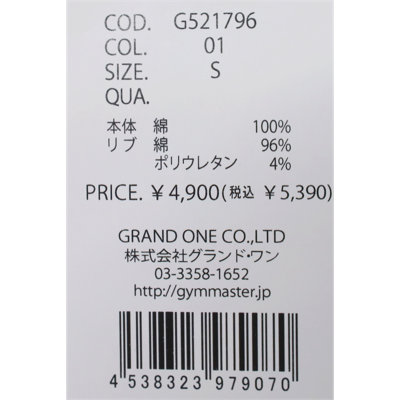 COD. G521796
COL. 01
SIZE. S
QUA.
本体 綿 100%
リブ 綿 96%
ポリウレタン 4%
PRICE. ￥4,900(税込 ￥5,390)
GRAND ONE CO.,LTD
株式会社グランド・ワン
03-3358-1652
http://gymmaster.jp
4 538323 979070